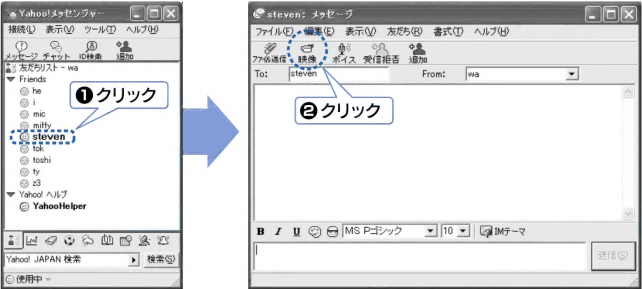 Yahoo!メッセンジャー
接続(L) 表示(V) ツール(T) ヘルプ(H)
メッセージ チャット ID検索 追加
友だちリスト - wa
Friends
he
i
mic
miffy
steven
tok
toshi
ty
z3
Yahoo! ヘルプ
YahooHelper
Yahoo! JAPAN 検索 検索(S)
使用中
❶クリック
steven: メッセージ
ファイル(F) 編集(E) 表示(V) 友だち(R) 書式(T) ヘルプ(H)
ファイル送信 映像 ボイス 受信拒否 追加
To: steven From: wa
❷クリック
B I U MS Pゴシック 10 IMテーマ
送信(S)